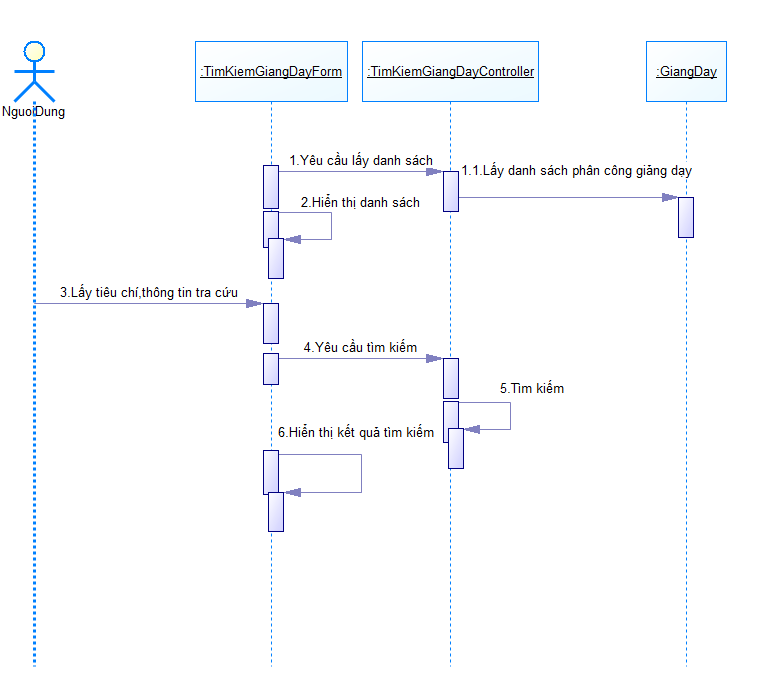 :TimKiemGiangDayForm
:TimKiemGiangDayController
:GiangDay
NguoiDung
1.Yêu cầu lấy danh sách
1.1.Lấy danh sách phân công giảng dạy
2.Hiển thị danh sách
3.Lấy tiêu chí,thông tin tra cứu
4.Yêu cầu tìm kiếm
5.Tìm kiếm
6.Hiển thị kết quả tìm kiếm